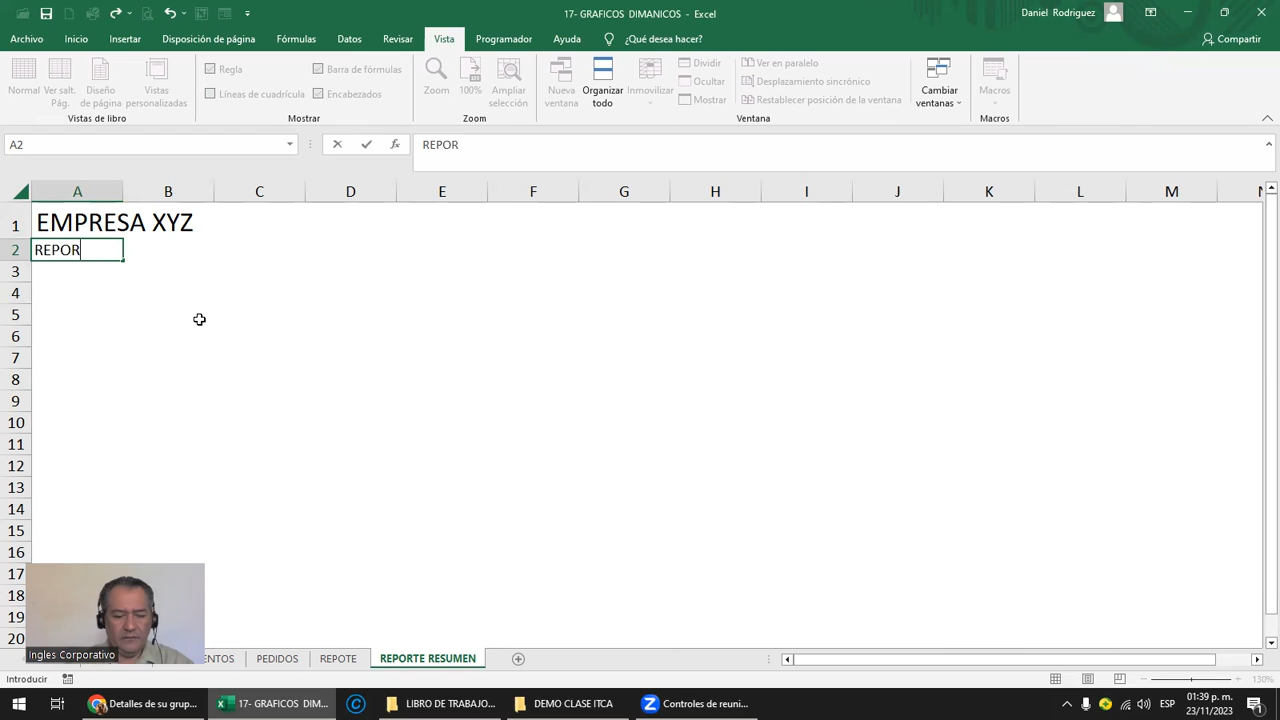 17- GRAFICOS DIMANICOS - Excel
Daniel Rodriguez
Archivo Inicio Insertar Disposición de página Fórmulas Datos Revisar Vista Programador Ayuda ¿Qué desea hacer? Compartir
Normal
Ver salt. Pág.
Diseño de página
Vistas personalizadas
Vistas de libro
Regla
Barra de fórmulas
Líneas de cuadrícula
Encabezados
Mostrar
Zoom
100%
Ampliar selección
Zoom
Nueva ventana
Organizar todo
Inmovilizar
Dividir
Ocultar
Mostrar
Ver en paralelo
Desplazamiento sincrónico
Restablecer posición de la ventana
Ventana
Cambiar ventanas
Macros
Macros
A2
fx
REPOR
A B C D E F G H I J K L M
1 EMPRESA XYZ
2 REPOR
3
4
5
6
7
8
9
10
11
12
13
14
15
16
17
18
19
20
Ingles Corporativo
ENTOS PEDIDOS REPOTE REPORTE RESUMEN
Introducir
130%
Detalles de su grup...
17- GRAFICOS DIM...
LIBRO DE TRABAJO...
DEMO CLASE ITCA
Controles de reuni...
ESP
01:39 p. m.
23/11/2023